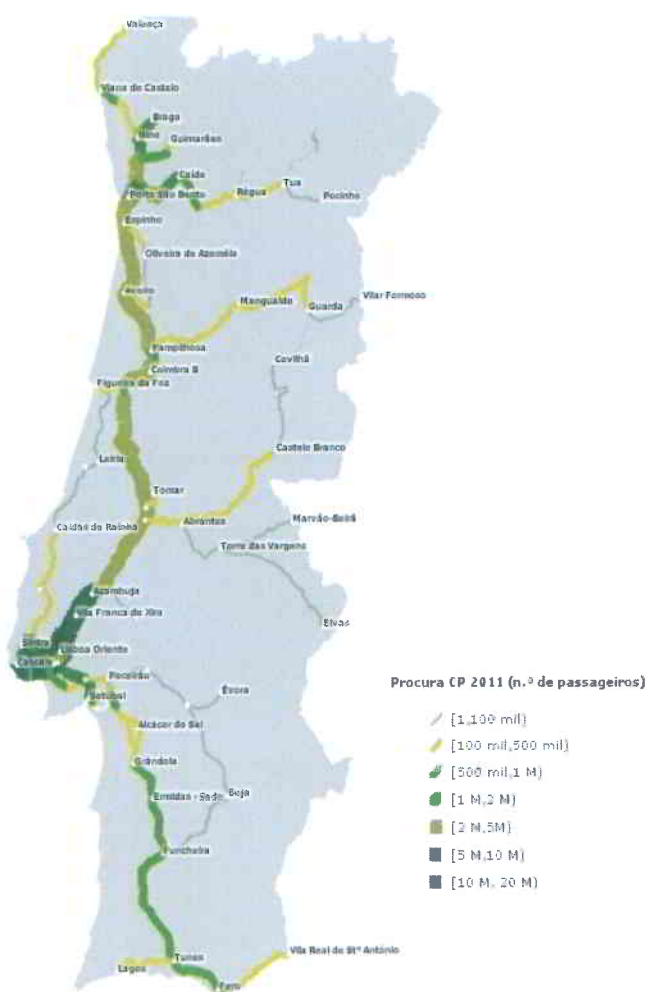 Valença
Viana do Castelo
Braga
Nine
Guimarães
Caíde
Porto São Bento
Régua
Tua
Pocinho
Espinho
Oliveira de Azeméis
Aveiro
Mangualde
Guarda
Vilar Formoso
Pampilhosa
Covilhã
Coimbra B
Figueira da Foz
Castelo Branco
Leiria
Tomar
Caldas da Rainha
Abrantes
Marvão-Beirã
Torre das Vargens
Azambuja
Vila Franca de Xira
Elvas
Sintra
Lisboa Oriente
Cascais
Poceirão
Setubal
Évora
Alcácer do Sal
Grândola
Ermidas - Sado
Beja
Funcheira
Tunes
Vila Real de Stº António
Lagos
Faro
Procura CP 2011 (n.º de passageiros)
[1,100 mil)
[100 mil,500 mil)
[500 mil,1 M)
[1 M,2 M)
[2 M,5M)
[5 M,10 M)
[10 M, 20 M)